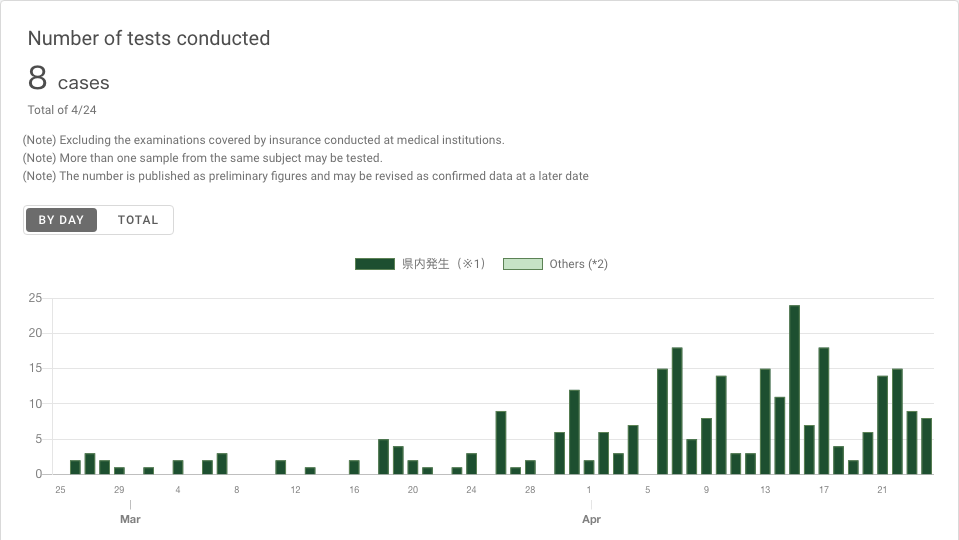 Number of tests conducted
8 cases
Total of 4/24
(Note) Excluding the examinations covered by insurance conducted at medical institutions.
(Note) More than one sample from the same subject may be tested.
(Note) The number is published as preliminary figures and may be revised as confirmed data at a later date
BY DAY TOTAL
県内発生（※1） Others (*2)
25
20
15
10
5
0
25 29 4 8 12 16 20 24 28 1 5 9 13 17 21
Mar Apr